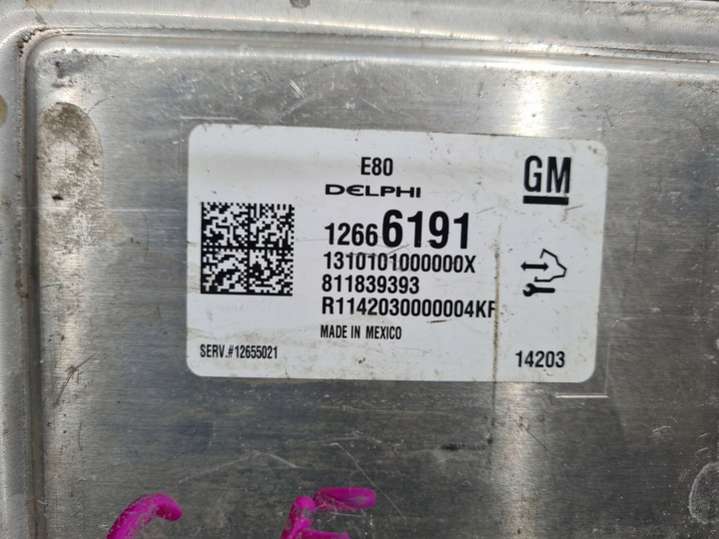 E80
GM
DELPHI
12666191
1310101000000X
811839393
R1142030000004KF
MADE IN MEXICO
SERV.#12655021
14203